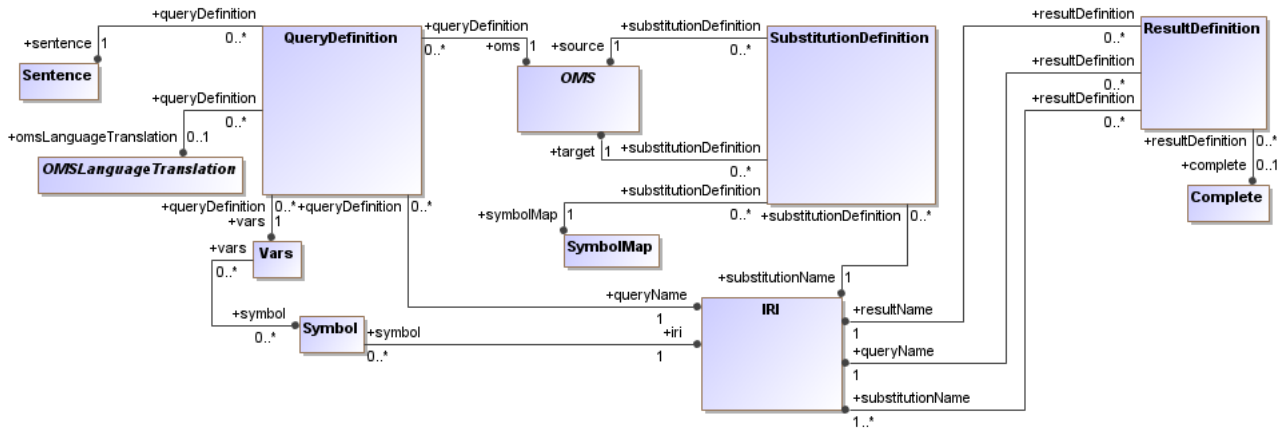 +queryDefinition
0..*
+sentence
1
Sentence
QueryDefinition
+queryDefinition
0..*
+oms
1
+queryDefinition
0..*
+omsLanguageTranslation
0..1
OMSLanguageTranslation
+queryDefinition
0..*
+vars
1
+queryDefinition
0..*
Vars
+vars
0..*
+symbol
0..*
Symbol
+symbol
0..*
+iri
1
+queryName
1
OMS
+source
1
+substitutionDefinition
0..*
SubstitutionDefinition
+target
1
+substitutionDefinition
0..*
+substitutionDefinition
0..*
+symbolMap
1
SymbolMap
+substitutionDefinition
0..*
+substitutionName
1
IRI
+resultName
1
+queryName
1
+substitutionName
1..*
+resultDefinition
0..*
+resultDefinition
0..*
+resultDefinition
0..*
ResultDefinition
+resultDefinition
0..*
+complete
0..1
Complete